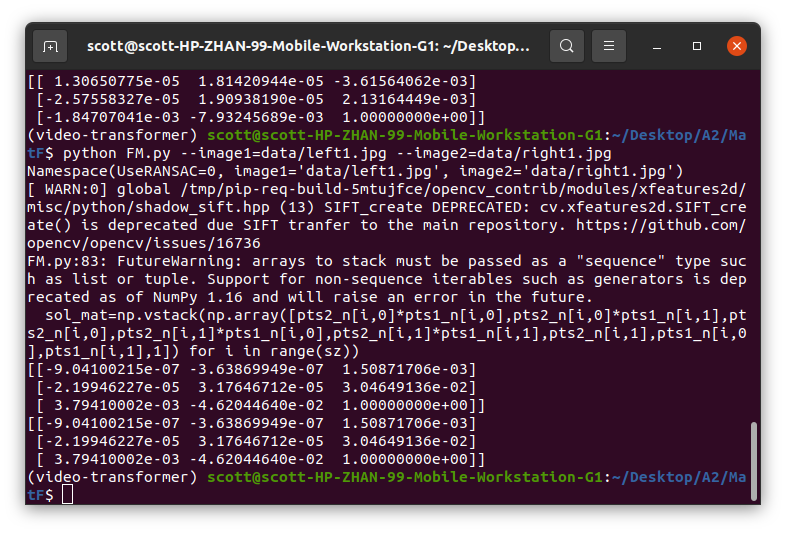 scott@scott-HP-ZHAN-99-Mobile-Workstation-G1: ~/Desktop...
[[ 1.30650775e-05  1.81420944e-05 -3.61564062e-03]
 [-2.57558327e-05  1.90938190e-05  2.13164449e-03]
 [-1.84707041e-03 -7.93245689e-03  1.00000000e+00]]
(video-transformer) scott@scott-HP-ZHAN-99-Mobile-Workstation-G1:~/Desktop/A2/Ma
tF$ python FM.py --image1=data/left1.jpg --image2=data/right1.jpg
Namespace(UseRANSAC=0, image1='data/left1.jpg', image2='data/right1.jpg')
[ WARN:0] global /tmp/pip-req-build-5mtujfce/opencv_contrib/modules/xfeatures2d/
misc/python/shadow_sift.hpp (13) SIFT_create DEPRECATED: cv.xfeatures2d.SIFT_cre
ate() is deprecated due SIFT tranfer to the main repository. https://github.com/
opencv/opencv/issues/16736
FM.py:83: FutureWarning: arrays to stack must be passed as a "sequence" type suc
h as list or tuple. Support for non-sequence iterables such as generators is dep
recated as of NumPy 1.16 and will raise an error in the future.
  sol_mat=np.vstack(np.array([pts2_n[i,0]*pts1_n[i,0],pts2_n[i,0]*pts1_n[i,1],pt
s2_n[i,0],pts2_n[i,1]*pts1_n[i,0],pts2_n[i,1]*pts1_n[i,1],pts2_n[i,1],pts1_n[i,0
],pts1_n[i,1],1]) for i in range(sz))
[[-9.04100215e-07 -3.63869949e-07  1.50871706e-03]
 [-2.19946227e-05  3.17646712e-05  3.04649136e-02]
 [ 3.79410002e-03 -4.62044640e-02  1.00000000e+00]]
[[-9.04100215e-07 -3.63869949e-07  1.50871706e-03]
 [-2.19946227e-05  3.17646712e-05  3.04649136e-02]
 [ 3.79410002e-03 -4.62044640e-02  1.00000000e+00]]
(video-transformer) scott@scott-HP-ZHAN-99-Mobile-Workstation-G1:~/Desktop/A2/Ma
tF$